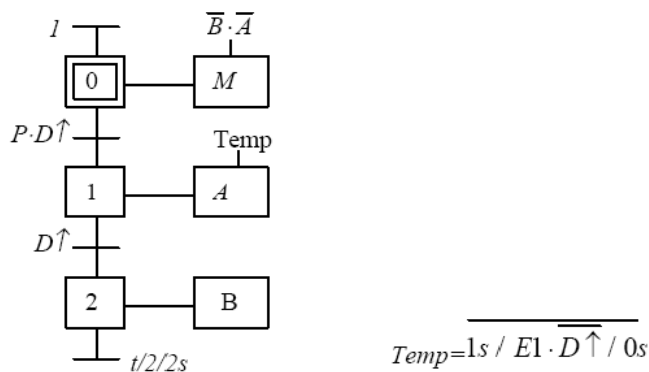 1
B̅·A̅
0
M
P·D↑
Temp
1
A
D↑
2
B
t/2/2s
Temp=1s / E1·D↑ / 0s